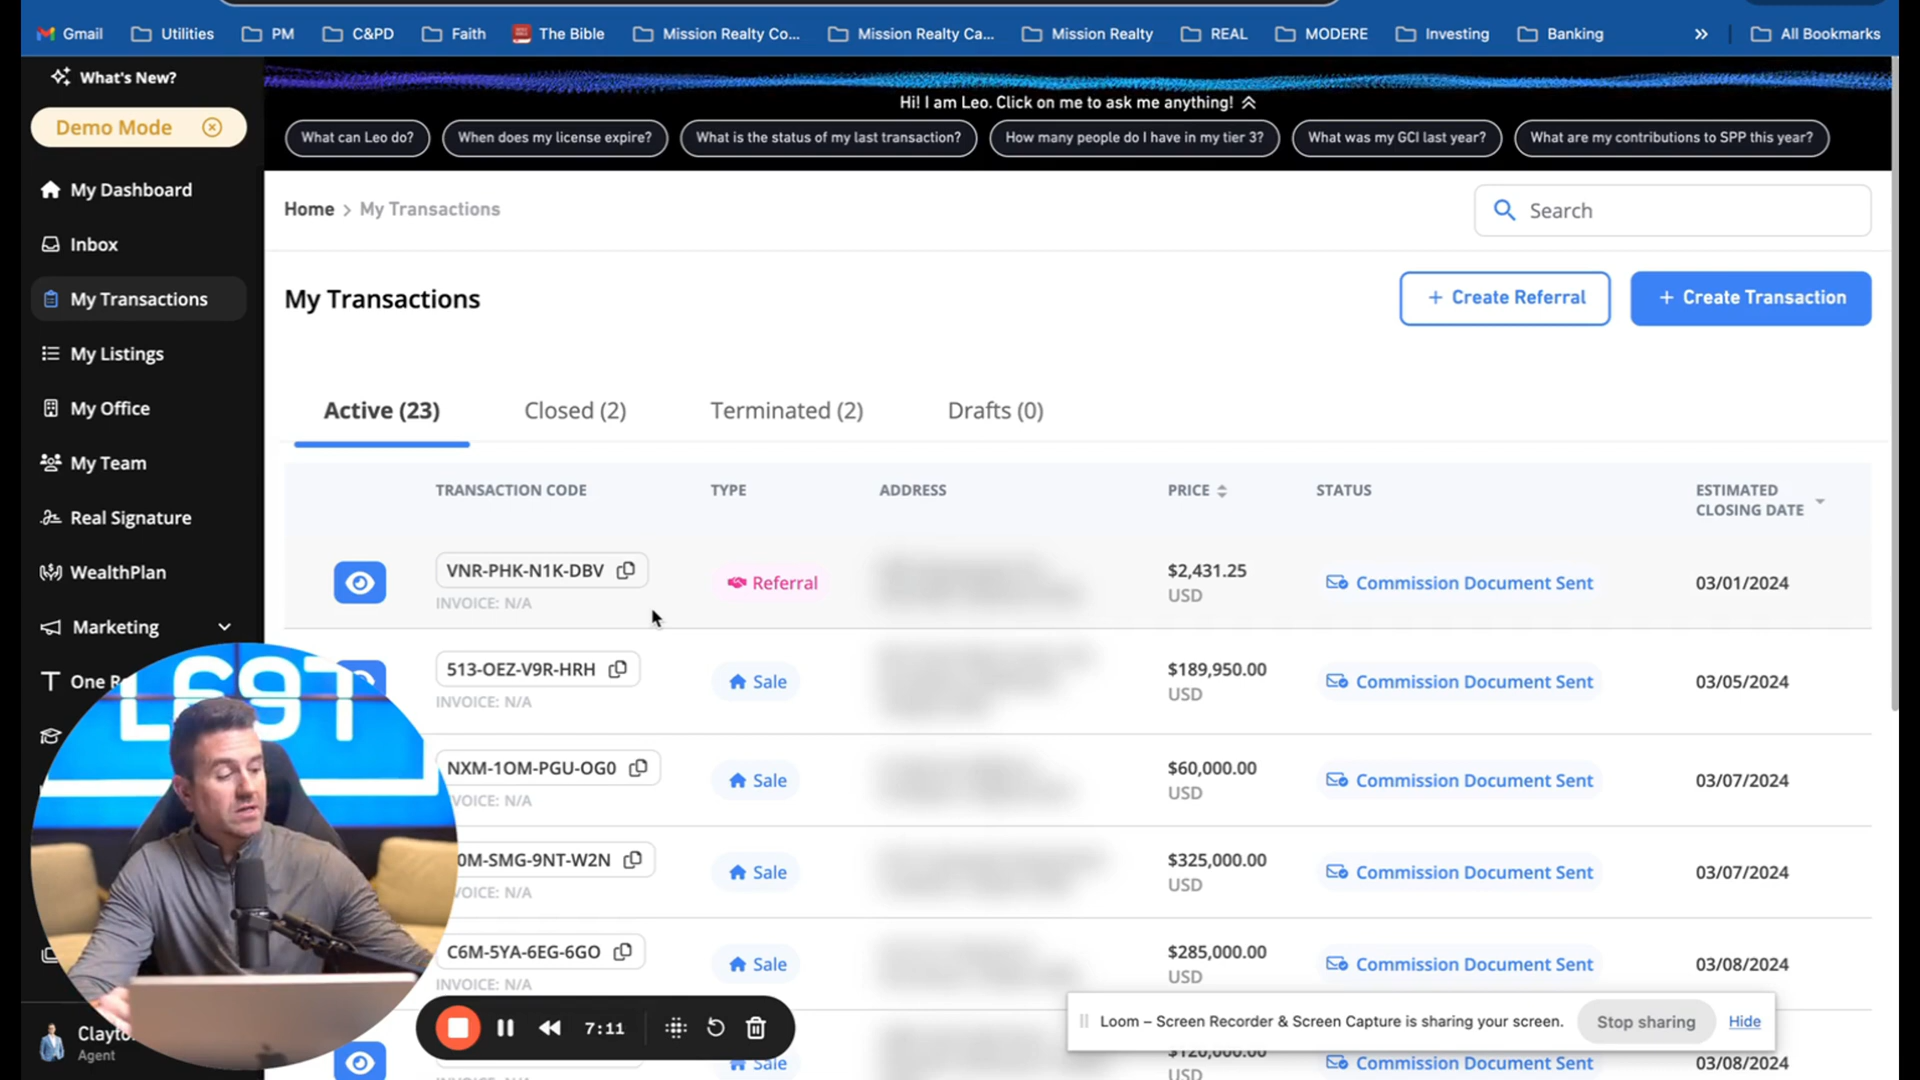 Gmail Utilities PM C&PD Faith The Bible Mission Realty Co... Mission Realty Ca... Mission Realty REAL MODERE Investing Banking » All Bookmarks
What's New?
Demo Mode
My Dashboard
Inbox
My Transactions
My Listings
My Office
My Team
Real Signature
WealthPlan
Marketing
One
Agent
Hi! I am Leo. Click on me to ask me anything!
What can Leo do? When does my license expire? What is the status of my last transaction? How many people do I have in my tier 3? What was my GCI last year? What are my contributions to SPP this year?
Home > My Transactions
Search
My Transactions
+ Create Referral + Create Transaction
Active (23) Closed (2) Terminated (2) Drafts (0)
TRANSACTION CODE TYPE ADDRESS PRICE STATUS ESTIMATED
CLOSING DATE
VNR-PHK-N1K-DBV Referral $2,431.25 USD Commission Document Sent 03/01/2024
INVOICE: N/A
513-OEZ-V9R-HRH Sale $189,950.00 USD Commission Document Sent 03/05/2024
INVOICE: N/A
NXM-1OM-PGU-OG0 Sale $60,000.00 USD Commission Document Sent 03/07/2024
VOICE: N/A
0M-SMG-9NT-W2N Sale $325,000.00 USD Commission Document Sent 03/07/2024
VOICE: N/A
C6M-5YA-6EG-6GO Sale $285,000.00 USD Commission Document Sent 03/08/2024
INVOICE: N/A
Sale $120,000.00 USD Commission Document Sent 03/08/2024
7:11
Loom – Screen Recorder & Screen Capture is sharing your screen. Stop sharing Hide